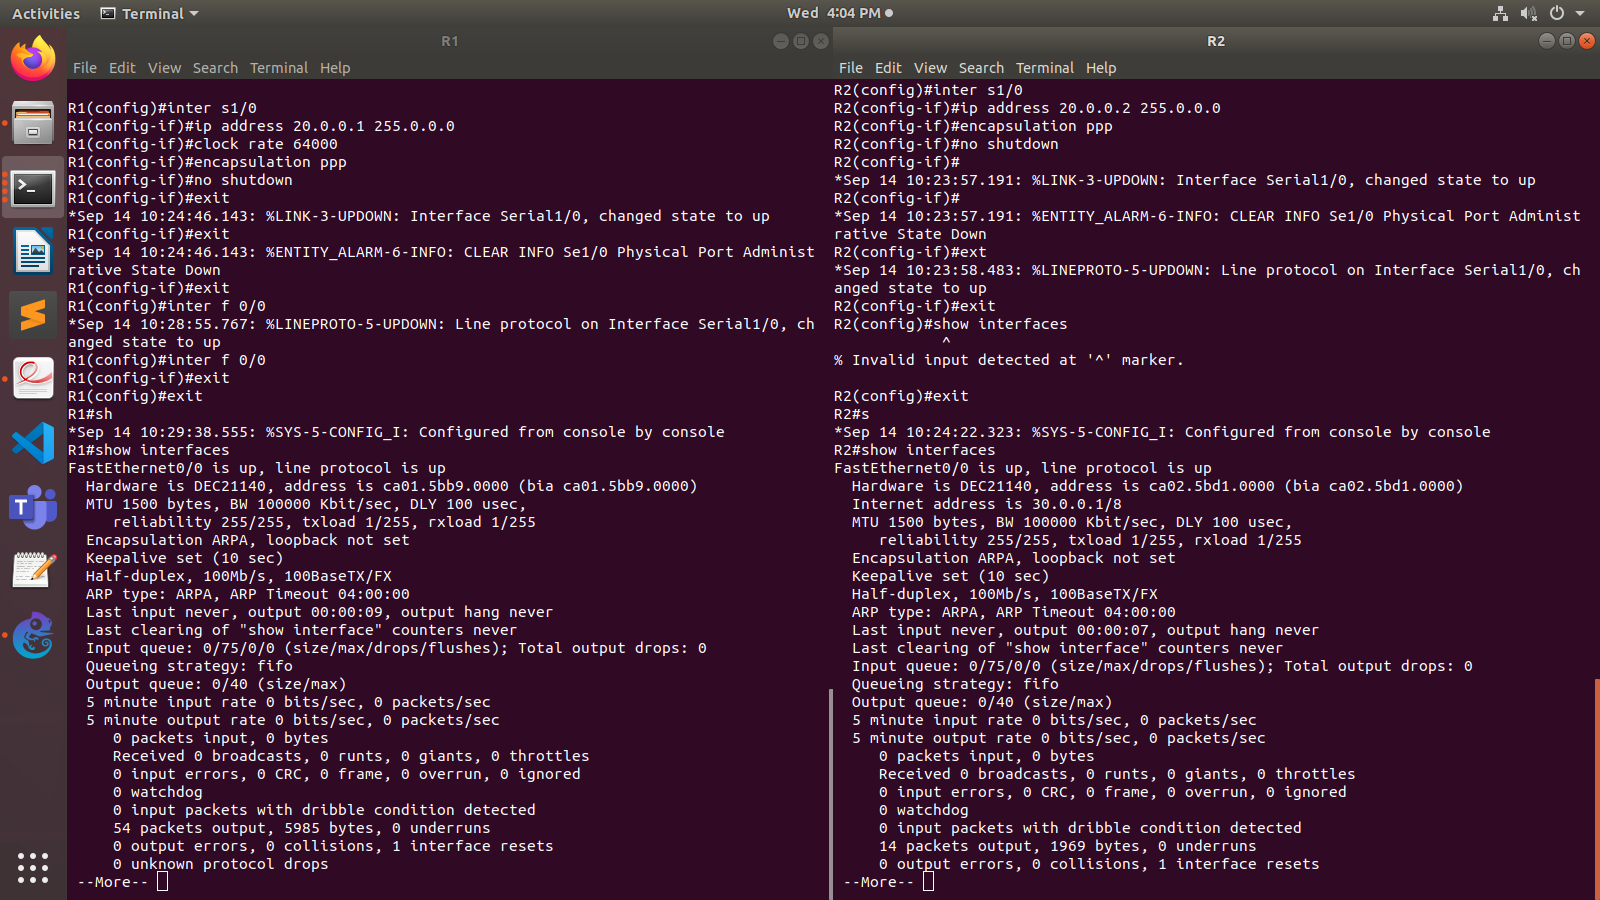 Activities
Terminal
Wed 4:04 PM
R1
File Edit View Search Terminal Help
R1(config)#inter s1/0
R1(config-if)#ip address 20.0.0.1 255.0.0.0
R1(config-if)#clock rate 64000
R1(config-if)#encapsulation ppp
R1(config-if)#no shutdown
R1(config-if)#exit
*Sep 14 10:24:46.143: %LINK-3-UPDOWN: Interface Serial1/0, changed state to up
R1(config-if)#exit
*Sep 14 10:24:46.143: %ENTITY_ALARM-6-INFO: CLEAR INFO Se1/0 Physical Port Administ
rative State Down
R1(config-if)#exit
R1(config-if)#inter f 0/0
*Sep 14 10:28:55.767: %LINEPROTO-5-UPDOWN: Line protocol on Interface Serial1/0, ch
anged state to up
R1(config)#inter f 0/0
R1(config-if)#exit
R1(config)#exit
R1#sh
*Sep 14 10:29:38.555: %SYS-5-CONFIG_I: Configured from console by console
R1#show interfaces
FastEthernet0/0 is up, line protocol is up
  Hardware is DEC21140, address is ca01.5bb9.0000 (bia ca01.5bb9.0000)
  MTU 1500 bytes, BW 100000 Kbit/sec, DLY 100 usec,
     reliability 255/255, txload 1/255, rxload 1/255
  Encapsulation ARPA, loopback not set
  Keepalive set (10 sec)
  Half-duplex, 100Mb/s, 100BaseTX/FX
  ARP type: ARPA, ARP Timeout 04:00:00
  Last input never, output 00:00:09, output hang never
  Last clearing of "show interface" counters never
  Input queue: 0/75/0/0 (size/max/drops/flushes); Total output drops: 0
  Queueing strategy: fifo
  Output queue: 0/40 (size/max)
  5 minute input rate 0 bits/sec, 0 packets/sec
  5 minute output rate 0 bits/sec, 0 packets/sec
     0 packets input, 0 bytes
     Received 0 broadcasts, 0 runts, 0 giants, 0 throttles
     0 input errors, 0 CRC, 0 frame, 0 overrun, 0 ignored
     0 watchdog
     0 input packets with dribble condition detected
     54 packets output, 5985 bytes, 0 underruns
     0 output errors, 0 collisions, 1 interface resets
     0 unknown protocol drops
 --More--
R2
File Edit View Search Terminal Help
R2(config)#inter s1/0
R2(config-if)#ip address 20.0.0.2 255.0.0.0
R2(config-if)#encapsulation ppp
R2(config-if)#no shutdown
R2(config-if)#
*Sep 14 10:23:57.191: %LINK-3-UPDOWN: Interface Serial1/0, changed state to up
R2(config-if)#
*Sep 14 10:23:57.191: %ENTITY_ALARM-6-INFO: CLEAR INFO Se1/0 Physical Port Administ
rative State Down
R2(config-if)#ext
*Sep 14 10:23:58.483: %LINEPROTO-5-UPDOWN: Line protocol on Interface Serial1/0, ch
anged state to up
R2(config-if)#exit
R2(config)#show interfaces
            ^
% Invalid input detected at '^' marker.
R2(config)#exit
R2#s
*Sep 14 10:24:22.323: %SYS-5-CONFIG_I: Configured from console by console
R2#show interfaces
FastEthernet0/0 is up, line protocol is up
  Hardware is DEC21140, address is ca02.5bd1.0000 (bia ca02.5bd1.0000)
  Internet address is 30.0.0.1/8
  MTU 1500 bytes, BW 100000 Kbit/sec, DLY 100 usec,
     reliability 255/255, txload 1/255, rxload 1/255
  Encapsulation ARPA, loopback not set
  Keepalive set (10 sec)
  Half-duplex, 100Mb/s, 100BaseTX/FX
  ARP type: ARPA, ARP Timeout 04:00:00
  Last input never, output 00:00:07, output hang never
  Last clearing of "show interface" counters never
  Input queue: 0/75/0/0 (size/max/drops/flushes); Total output drops: 0
  Queueing strategy: fifo
  Output queue: 0/40 (size/max)
  5 minute input rate 0 bits/sec, 0 packets/sec
  5 minute output rate 0 bits/sec, 0 packets/sec
     0 packets input, 0 bytes
     Received 0 broadcasts, 0 runts, 0 giants, 0 throttles
     0 input errors, 0 CRC, 0 frame, 0 overrun, 0 ignored
     0 watchdog
     0 input packets with dribble condition detected
     14 packets output, 1969 bytes, 0 underruns
     0 output errors, 0 collisions, 1 interface resets
 --More--